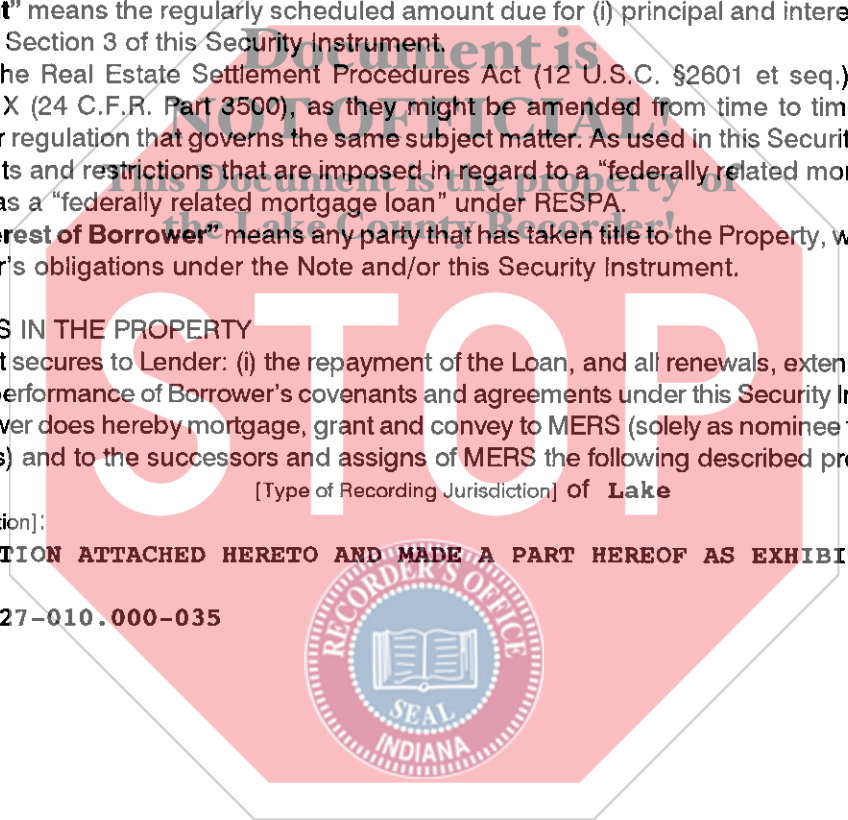 t” means the regularly scheduled amount due for (i) principal and intere
Section 3 of this Security Instrument.
Document is
he Real Estate Settlement Procedures Act (12 U.S.C. §2601 et seq.)
X (24 C.F.R. Part 3500), as they might be amended from time to tim
NOT OFFICIAL!
r regulation that governs the same subject matter. As used in this Securit
ts and restrictions that are imposed in regard to a “federally related mor
This Document is the property of
as a “federally related mortgage loan” under RESPA.
the Lake County Recorder!
rest of Borrower” means any party that has taken title to the Property, w
r’s obligations under the Note and/or this Security Instrument.
STOP
S IN THE PROPERTY
t secures to Lender: (i) the repayment of the Loan, and all renewals, exten
erformance of Borrower’s covenants and agreements under this Security In
wer does hereby mortgage, grant and convey to MERS (solely as nominee
s) and to the successors and assigns of MERS the following described pr
[Type of Recording Jurisdiction] of Lake
tion]:
TION ATTACHED HERETO AND MADE A PART HEREOF AS EXHIBI
27-010.000-035
RECORDER'S OFFICE
SEAL
INDIANA